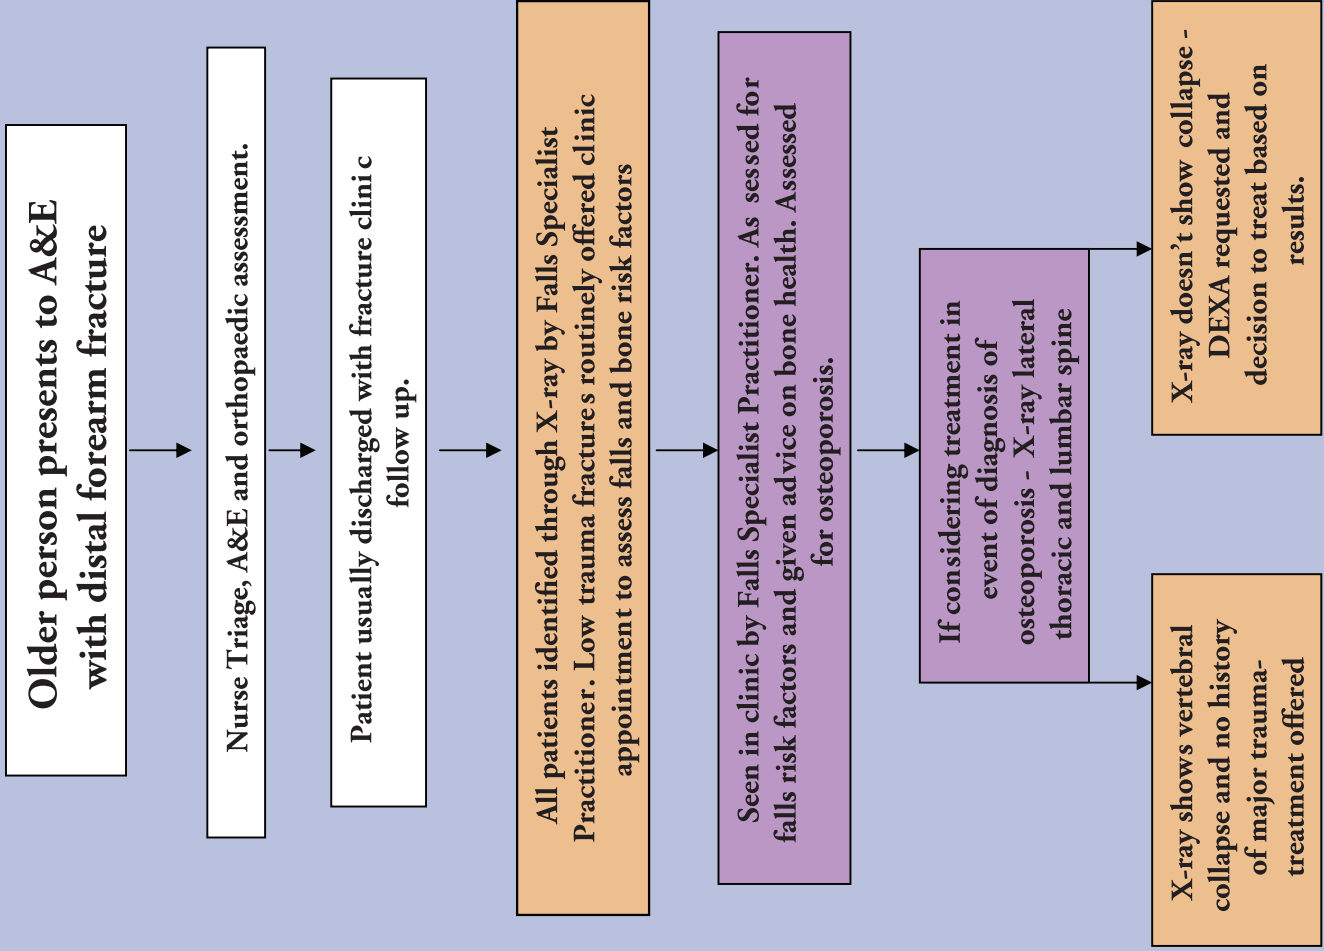 Older person presents to A&E
with distal forearm fracture
Nurse Triage, A&E and orthopaedic assessment.
Patient usually discharged with fracture clinic
follow up.
All patients identified through X-ray by Falls Specialist
Practitioner. Low trauma fractures routinely offered clinic
appointment to assess falls and bone risk factors
Seen in clinic by Falls Specialist Practitioner. As sessed for
falls risk factors and given advice on bone health. Assessed
for osteoporosis.
If considering treatment in
event of diagnosis of
osteoporosis - X-ray lateral
thoracic and lumbar spine
X-ray shows vertebral
collapse and no history
of major trauma-
treatment offered
X-ray doesn't show collapse -
DEXA requested and
decision to treat based on
results.